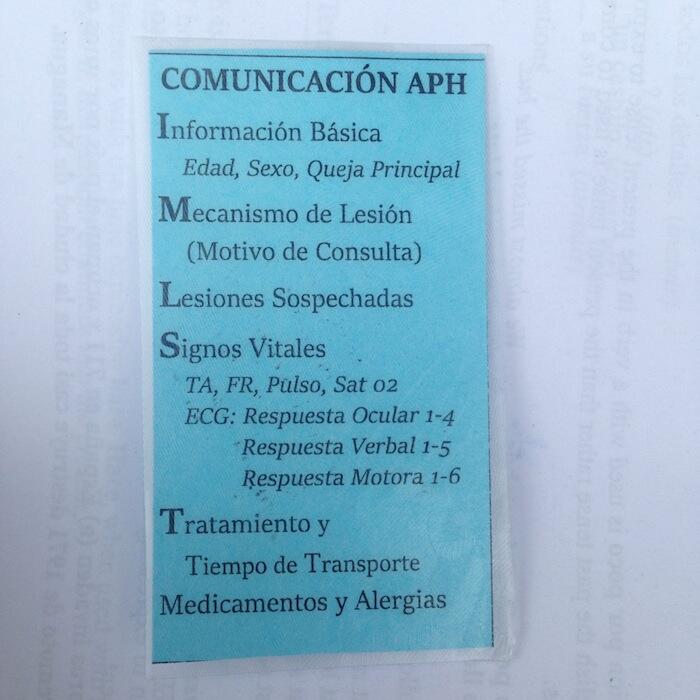 COMUNICACIÓN APH
Información Básica
Edad, Sexo, Queja Principal
Mecanismo de Lesión
(Motivo de Consulta)
Lesiones Sospechadas
Signos Vitales
TA, FR, Pulso, Sat 02
ECG: Respuesta Ocular 1-4
Respuesta Verbal 1-5
Respuesta Motora 1-6
Tratamiento y
Tiempo de Transporte
Medicamentos y Alergias